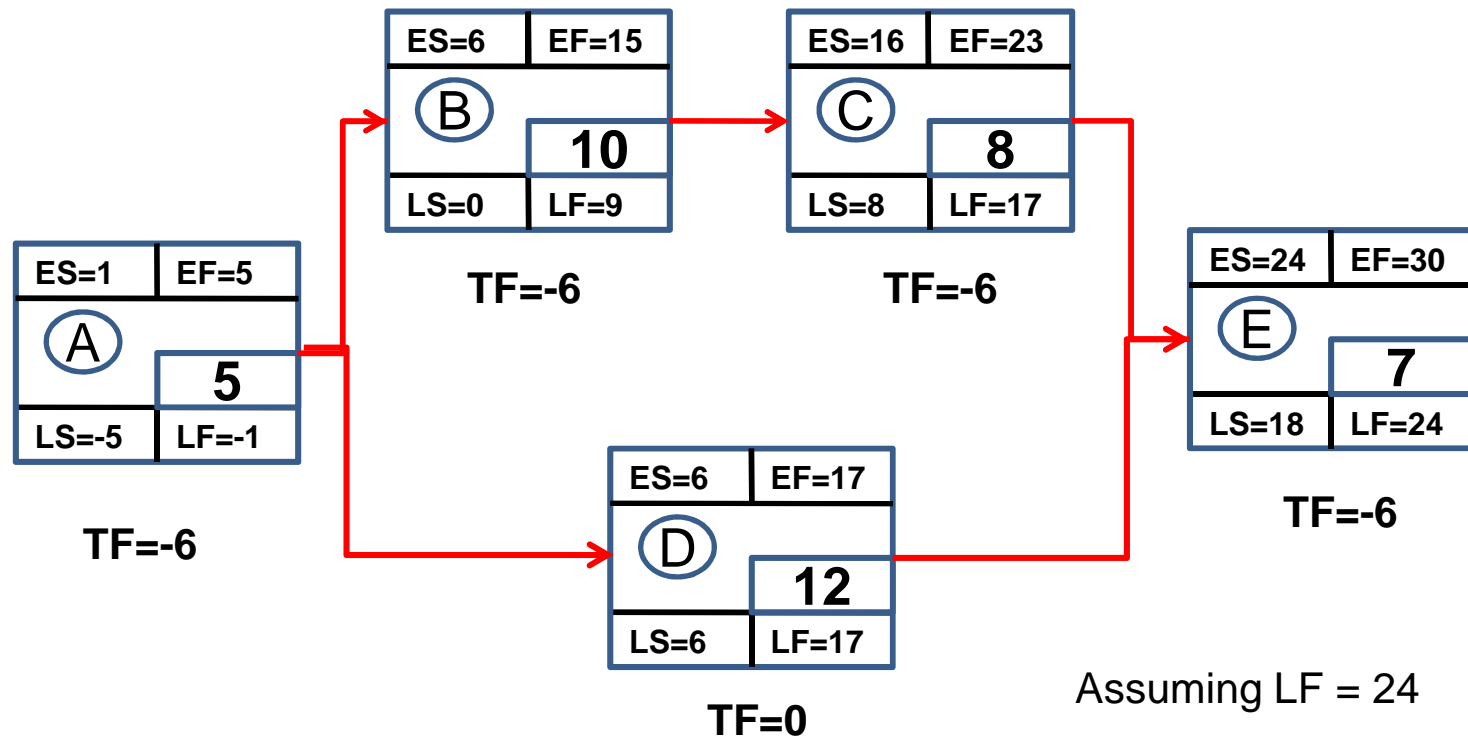 ES=6 EF=15
B
10
LS=0 LF=9
TF=-6
ES=16 EF=23
C
8
LS=8 LF=17
TF=-6
ES=1 EF=5
A
5
LS=-5 LF=-1
TF=-6
ES=24 EF=30
E
7
LS=18 LF=24
TF=-6
ES=6 EF=17
D
12
LS=6 LF=17
TF=0
Assuming LF = 24